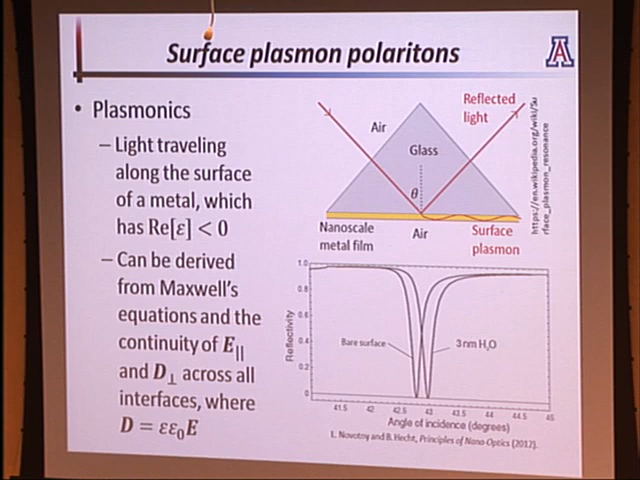 Surface plasmon polaritons
A
• Plasmonics
– Light traveling
along the surface
of a metal, which
has Re[ε] < 0
– Can be derived
from Maxwell's
equations and the
continuity of E||
and D⊥ across all
interfaces, where
D = εε₀E
Reflected
light
Air
Glass
θ
Nanoscale
metal film
Air
Surface
plasmon
https://en.wikipedia.org/wiki/Su
rface_plasmon_resonance
1.0
0.8
0.6
0.4
0.2
0
Reflectivity
Bare surface
3 nm H₂O
41.5 42 42.5 43 43.5 44 44.5 45
Angle of incidence (degrees)
L. Novotny and B. Hecht, Principles of Nano-Optics (2012).